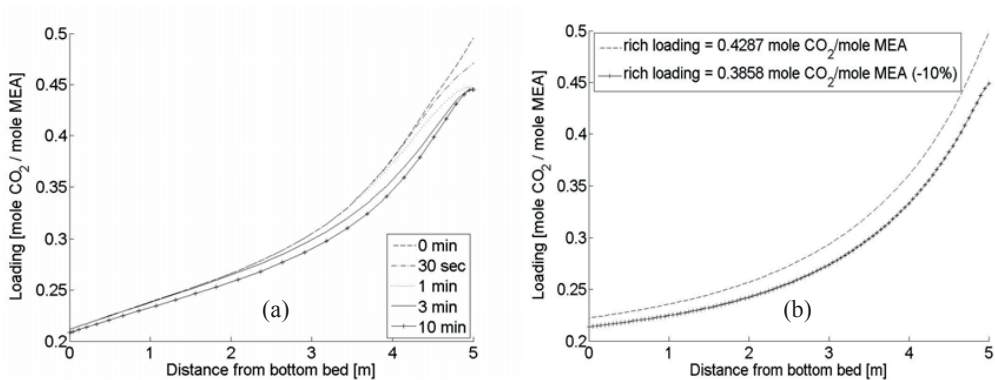 0.5
0.45
0.4
0.35
0.3
0.25
0.2
Loading [mole CO2 / mole MEA]
0 min
30 sec
1 min
3 min
10 min
(a)
0 1 2 3 4 5
Distance from bottom bed [m]
0.5
0.45
0.4
0.35
0.3
0.25
0.2
Loading [mole CO2 / mole MEA]
rich loading = 0.4287 mole CO2/mole MEA
rich loading = 0.3858 mole CO2/mole MEA (-10%)
(b)
0 1 2 3 4 5
Distance from bottom bed [m]